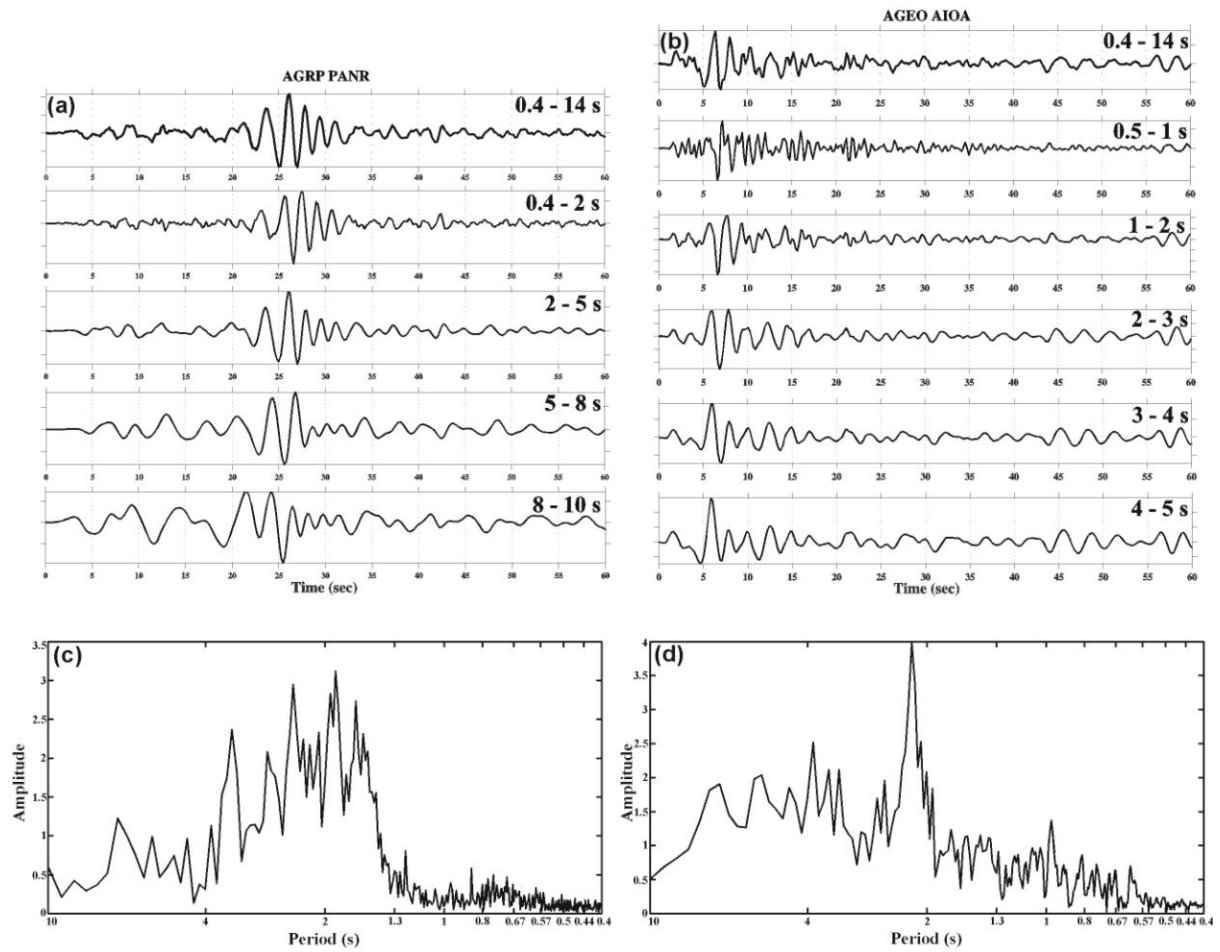 AGRP PANR
(a)
0.4 - 14 s
0 5 10 15 20 25 30 35 40 45 50 55 60
0.4 - 2 s
0 5 10 15 20 25 30 35 40 45 50 55 60
2 - 5 s
0 5 10 15 20 25 30 35 40 45 50 55 60
5 - 8 s
0 5 10 15 20 25 30 35 40 45 50 55 60
8 - 10 s
0 5 10 15 20 25 30 35 40 45 50 55 60
Time (sec)
AGEO AIOA
(b)
0.4 - 14 s
0 5 10 15 20 25 30 35 40 45 50 55 60
0.5 - 1 s
0 5 10 15 20 25 30 35 40 45 50 55 60
1 - 2 s
0 5 10 15 20 25 30 35 40 45 50 55 60
2 - 3 s
0 5 10 15 20 25 30 35 40 45 50 55 60
3 - 4 s
0 5 10 15 20 25 30 35 40 45 50 55 60
4 - 5 s
0 5 10 15 20 25 30 35 40 45 50 55 60
Time (sec)
(c)
3.5
3
2.5
2
1.5
1
0.5
0
Amplitude
10 4 2 1.3 1 0.8 0.67 0.57 0.5 0.44 0.4
Period (s)
(d)
4
3.5
3
2.5
2
1.5
1
0.5
0
Amplitude
10 4 2 1.3 1 0.8 0.67 0.57 0.5 0.44 0.4
Period (s)